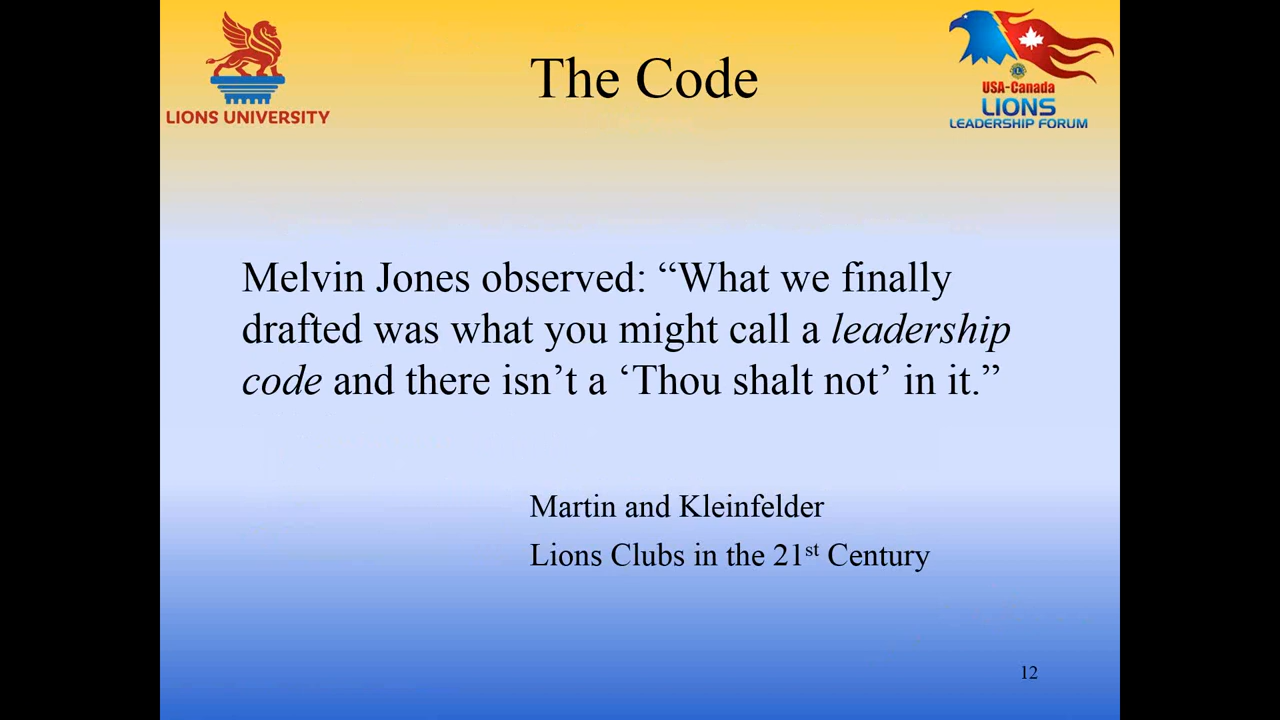 LIONS UNIVERSITY
The Code
USA-Canada
LIONS
LEADERSHIP FORUM
Melvin Jones observed: “What we finally
drafted was what you might call a leadership
code and there isn’t a ‘Thou shalt not’ in it.”
Martin and Kleinfelder
Lions Clubs in the 21st Century
12